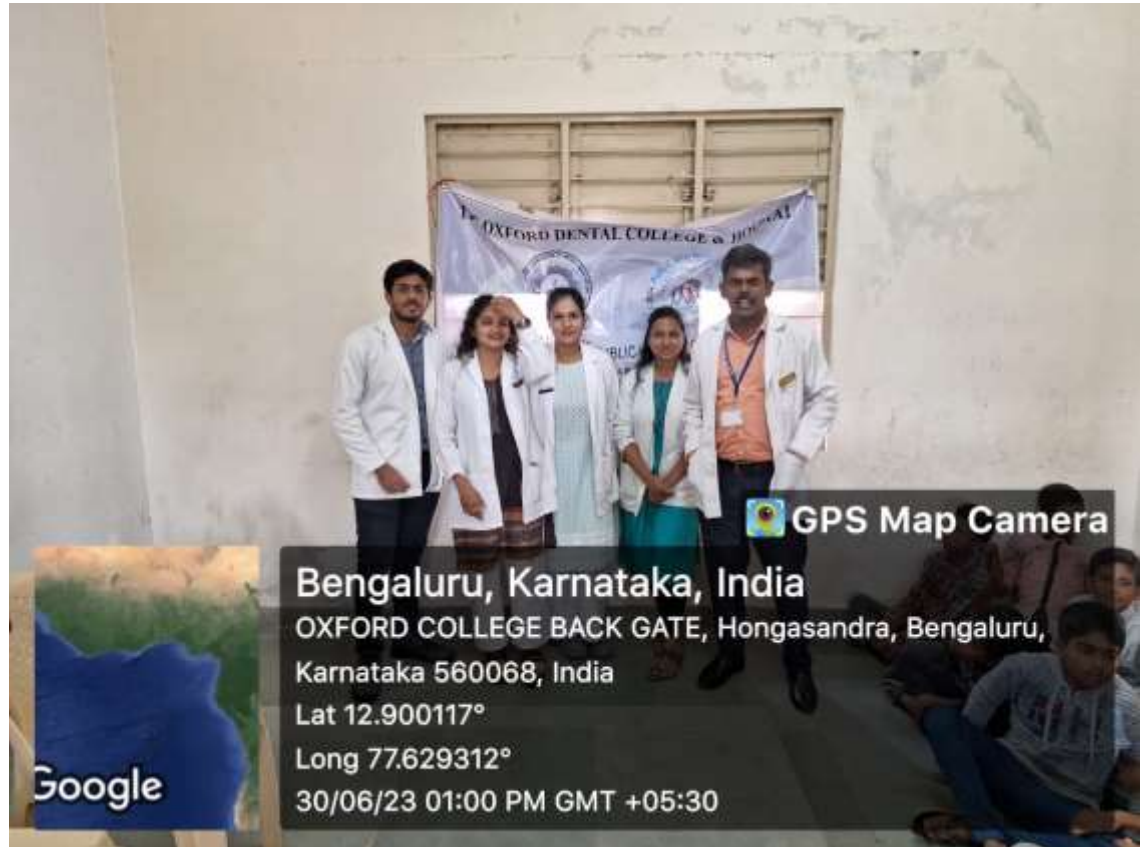 OXFORD DENTAL COLLEGE &
GPS Map Camera
Bengaluru, Karnataka, India
OXFORD COLLEGE BACK GATE, Hongasandra, Bengaluru,
Karnataka 560068, India
Lat 12.900117°
Long 77.629312°
30/06/23 01:00 PM GMT +05:30
Google